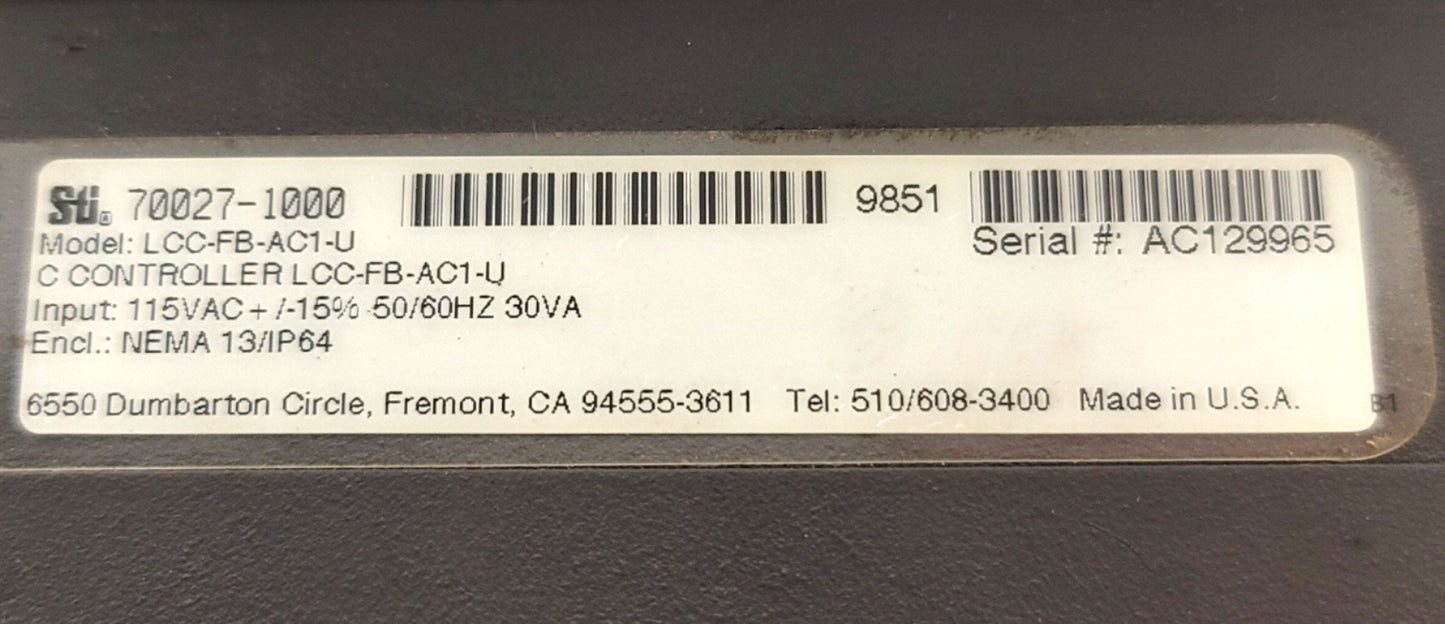 Sti® 70027-1000 9851
Model: LCC-FB-AC1-U Serial #: AC129965
C CONTROLLER LCC-FB-AC1-U
Input: 115VAC + /-15% 50/60HZ 30VA
Encl.: NEMA 13/IP64
6550 Dumbarton Circle, Fremont, CA 94555-3611 Tel: 510/608-3400 Made in U.S.A. B1